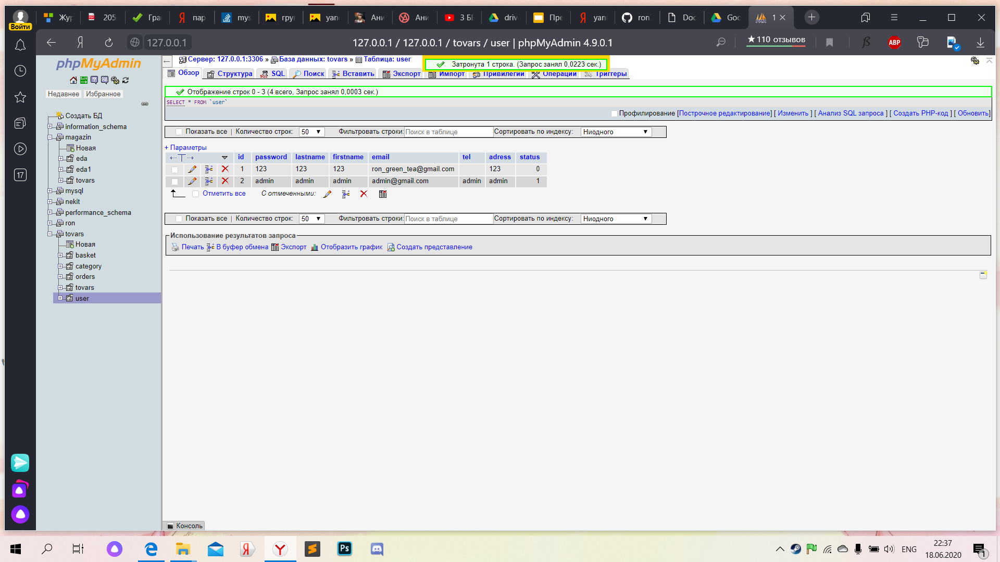 Войти
Жур
205
Гра
пар
mys
гру
yan
Ани
Ани
3 БЕ
driv
Пре
yan
ron
Doc
Goo
1
127.0.0.1
127.0.0.1 / 127.0.0.1 / tovars / user | phpMyAdmin 4.9.0.1
★110 отзывов
ABP
17
phpMyAdmin
Недавнее Избранное
Создать БД
information_schema
magazin
Новая
eda
eda1
tovars
mysql
nekit
performance_schema
ron
tovars
Новая
basket
category
orders
tovars
user
Сервер: 127.0.0.1:3306 » База данных: tovars » Таблица: user
Затронута 1 строка. (Запрос занял 0,0223 сек.)
Обзор Структура SQL Поиск Вставить Экспорт Импорт Привилегии Операции Триггеры
Отображение строк 0 - 3 (4 всего, Запрос занял 0,0003 сек.)
SELECT * FROM `user`
Профилирование [Построчное редактирование] [ Изменить ] [ Анализ SQL запроса ] [ Создать PHP-код ] [ Обновить]
Показать все | Количество строк: 50 Фильтровать строки: Поиск в таблице Сортировать по индексу: Ниодного
+ Параметры
←T→ id password lastname firstname email tel adress status
1 123 123 123 ron_green_tea@gmail.com 123 0
2 admin admin admin admin@gmail.com admin admin 1
Отметить все С отмеченными:
Показать все | Количество строк: 50 Фильтровать строки: Поиск в таблице Сортировать по индексу: Ниодного
Использование результатов запроса
Печать В буфер обмена Экспорт Отобразить график Создать представление
Консоль
Ps
ENG
22:37
18.06.2020
1